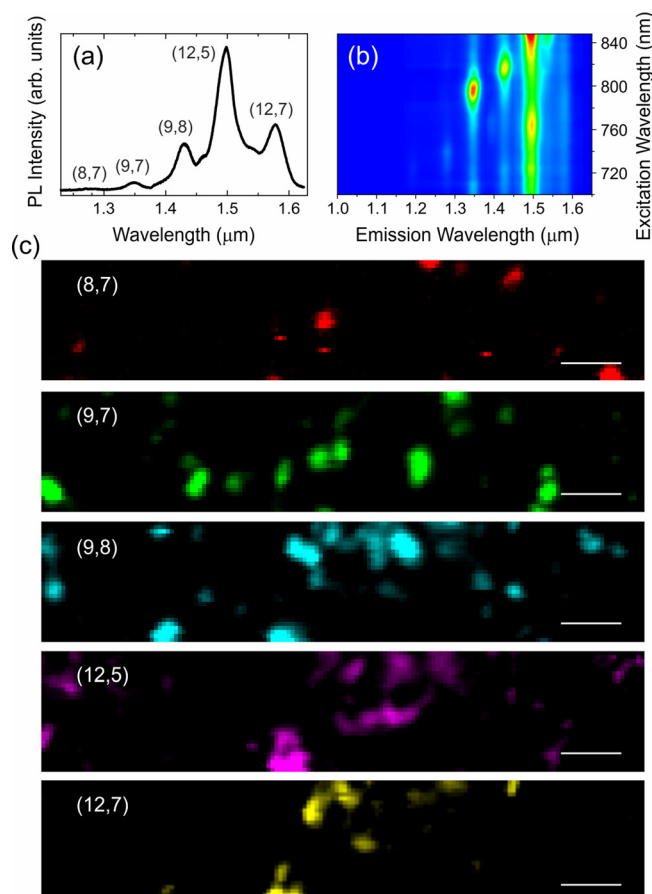 (a)
(8,7)
(9,7)
(9,8)
(12,5)
(12,7)
PL Intensity (arb. units)
1.3 1.4 1.5 1.6
Wavelength (μm)
(b)
840
800
760
720
Excitation Wavelength (nm)
1.0 1.1 1.2 1.3 1.4 1.5 1.6
Emission Wavelength (μm)
(c)
(8,7)
(9,7)
(9,8)
(12,5)
(12,7)